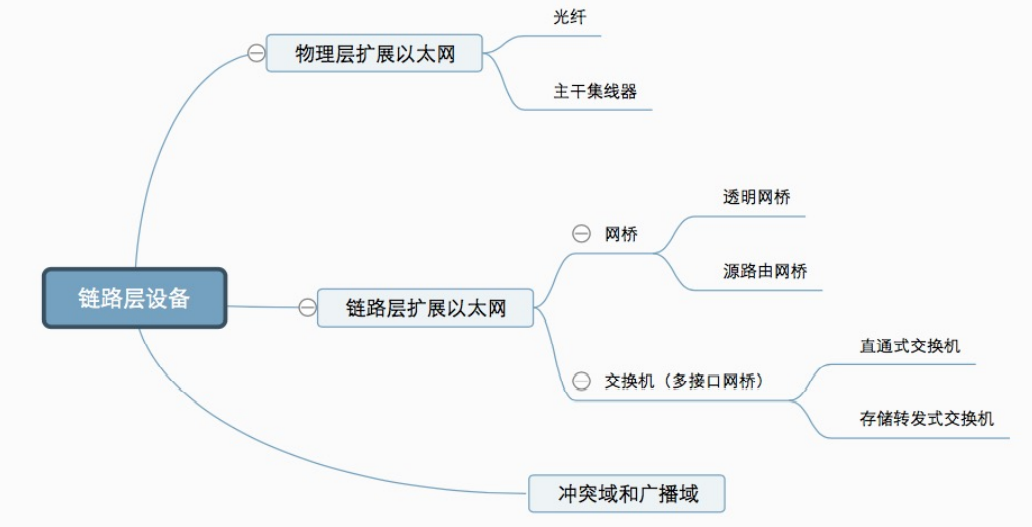 光纤
物理层扩展以太网
主干集线器
透明网桥
网桥
源路由网桥
链路层设备
链路层扩展以太网
直通式交换机
交换机（多接口网桥）
存储转发式交换机
冲突域和广播域